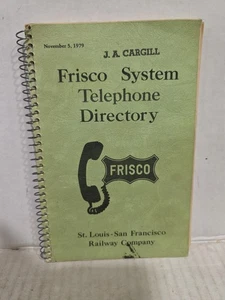 November 5, 1979
J. A. CARGILL
Frisco System
Telephone
Directory
FRISCO
St. Louis-San Francisco
Railway Company